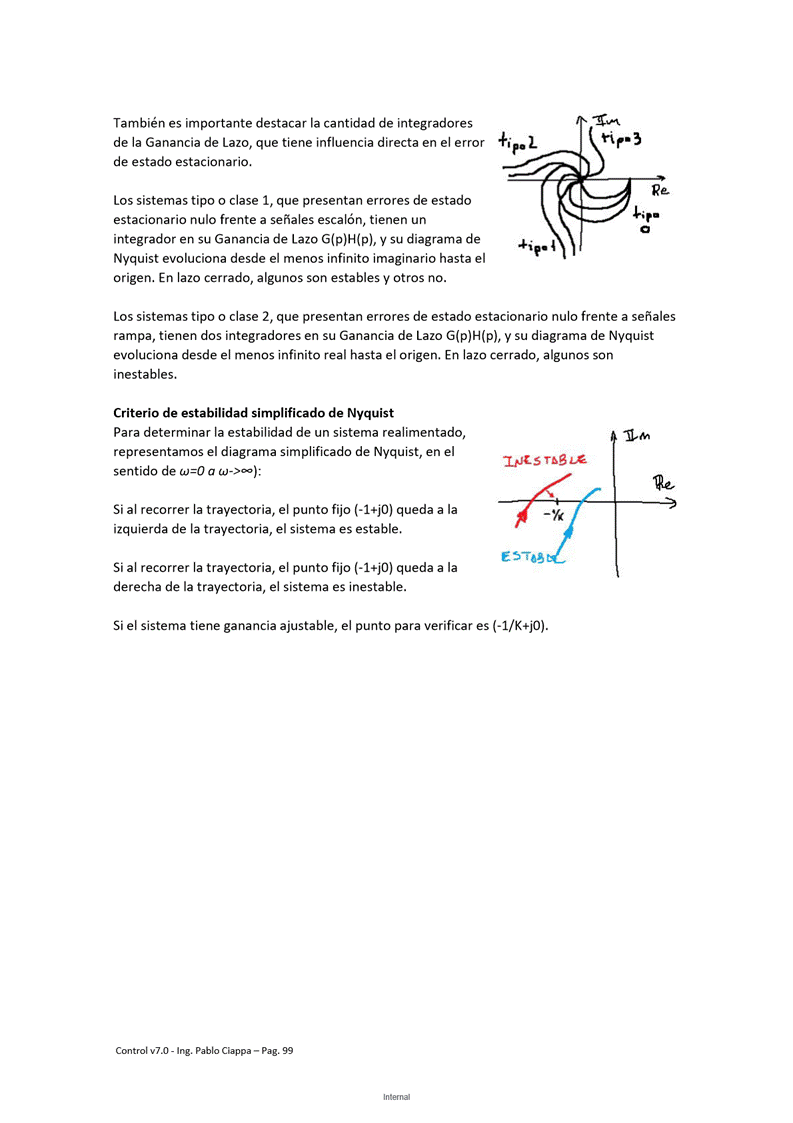 También es importante destacar la cantidad de integradores
de la Ganancia de Lazo, que tiene influencia directa en el error
de estado estacionario.
IIm
tipo 2
tipo 3
Re
tipo
0
tipo 1
Los sistemas tipo o clase 1, que presentan errores de estado
estacionario nulo frente a señales escalón, tienen un
integrador en su Ganancia de Lazo G(p)H(p), y su diagrama de
Nyquist evoluciona desde el menos infinito imaginario hasta el
origen. En lazo cerrado, algunos son estables y otros no.
Los sistemas tipo o clase 2, que presentan errores de estado estacionario nulo frente a señales
rampa, tienen dos integradores en su Ganancia de Lazo G(p)H(p), y su diagrama de Nyquist
evoluciona desde el menos infinito real hasta el origen. En lazo cerrado, algunos son
inestables.
Criterio de estabilidad simplificado de Nyquist
Para determinar la estabilidad de un sistema realimentado,
representamos el diagrama simplificado de Nyquist, en el
sentido de ω=0 a ω->∞):
IIm
INESTABLE
Re
-1/K
ESTABLE
Si al recorrer la trayectoria, el punto fijo (-1+j0) queda a la
izquierda de la trayectoria, el sistema es estable.
Si al recorrer la trayectoria, el punto fijo (-1+j0) queda a la
derecha de la trayectoria, el sistema es inestable.
Si el sistema tiene ganancia ajustable, el punto para verificar es (-1/K+j0).
Control v7.0 - Ing. Pablo Ciappa – Pag. 99
Internal